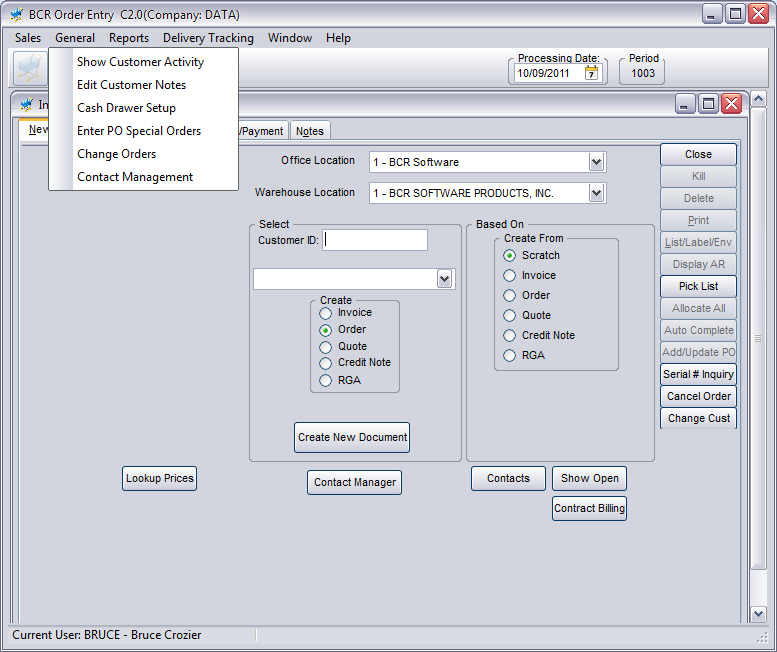 BCR Order Entry C2.0(Company: DATA)
Sales General Reports Delivery Tracking Window Help
Show Customer Activity
Edit Customer Notes
Cash Drawer Setup
Enter PO Special Orders
Change Orders
Contact Management
Processing Date:
10/09/2011 7
Period
1003
In
New
/Payment Notes
Office Location 1 - BCR Software
Warehouse Location 1 - BCR SOFTWARE PRODUCTS, INC.
Select
Customer ID:
Create
Invoice
Order
Quote
Credit Note
RGA
Create New Document
Based On
Create From
Scratch
Invoice
Order
Quote
Credit Note
RGA
Close
Kill
Delete
Print
List/Label/Env
Display AR
Pick List
Allocate All
Auto Complete
Add/Update PO
Serial # Inquiry
Cancel Order
Change Cust
Lookup Prices
Contact Manager
Contacts
Show Open
Contract Billing
Current User: BRUCE - Bruce Crozier